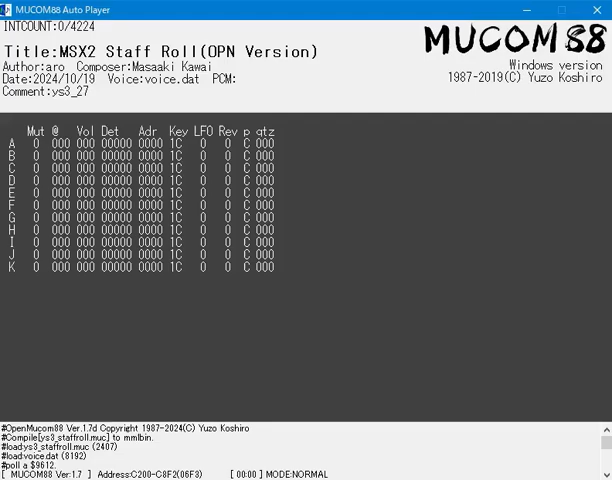 MUCOM88 Auto Player
INTCOUNT:0/4224
MUCOM88
Title:MSX2 Staff Roll(OPN Version)
Windows version
Author:aro Composer:Masaaki Kawai
1987-2019(C) Yuzo Koshiro
Date:2024/10/19 Voice:voice.dat PCM:
Comment:ys3_27
Mut @ Vol Det Adr Key LFO Rev p qtz
A 0 000 000 00000 0000 1C 0 0 C 000
B 0 000 000 00000 0000 1C 0 0 C 000
C 0 000 000 00000 0000 1C 0 0 C 000
D 0 000 000 00000 0000 1C 0 0 C 000
E 0 000 000 00000 0000 1C 0 0 C 000
F 0 000 000 00000 0000 1C 0 0 C 000
G 0 000 000 00000 0000 1C 0 0 C 000
H 0 000 000 00000 0000 1C 0 0 C 000
I 0 000 000 00000 0000 1C 0 0 C 000
J 0 000 000 00000 0000 1C 0 0 C 000
K 0 000 000 00000 0000 1C 0 0 C 000
#OpenMucom88 Ver.1.7d Copyright 1987-2024(C) Yuzo Koshiro
#Compile[ys3_staffroll.muc] to mmlbin.
#load:ys3_staffroll.muc (2407)
#load:voice.dat (8192)
#poll a $9612.
[ MUCOM88 Ver:1.7 ] Address:C200-C8F2(06F3) [ 00:00 ] MODE:NORMAL